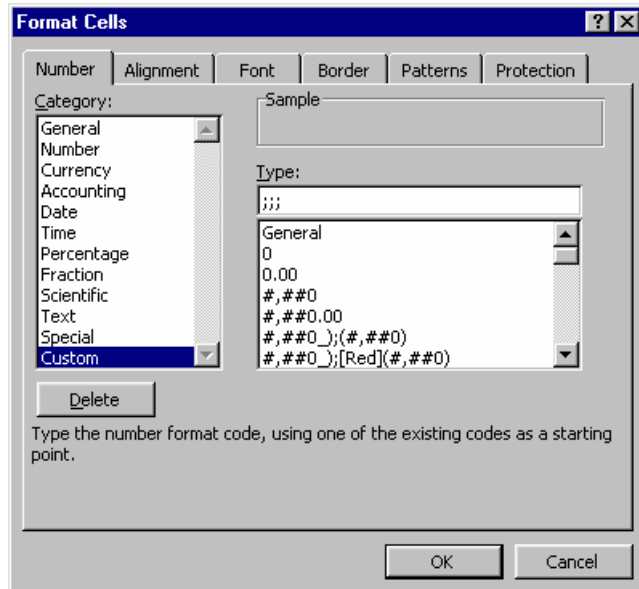 Format Cells
Number Alignment Font Border Patterns Protection
Category:
General
Number
Currency
Accounting
Date
Time
Percentage
Fraction
Scientific
Text
Special
Custom
Sample
Type:
;;;
General
0
0.00
#,##0
#,##0.00
#,##0_);(#,##0)
#,##0_);[Red](#,##0)
Delete
Type the number format code, using one of the existing codes as a starting
point.
OK Cancel